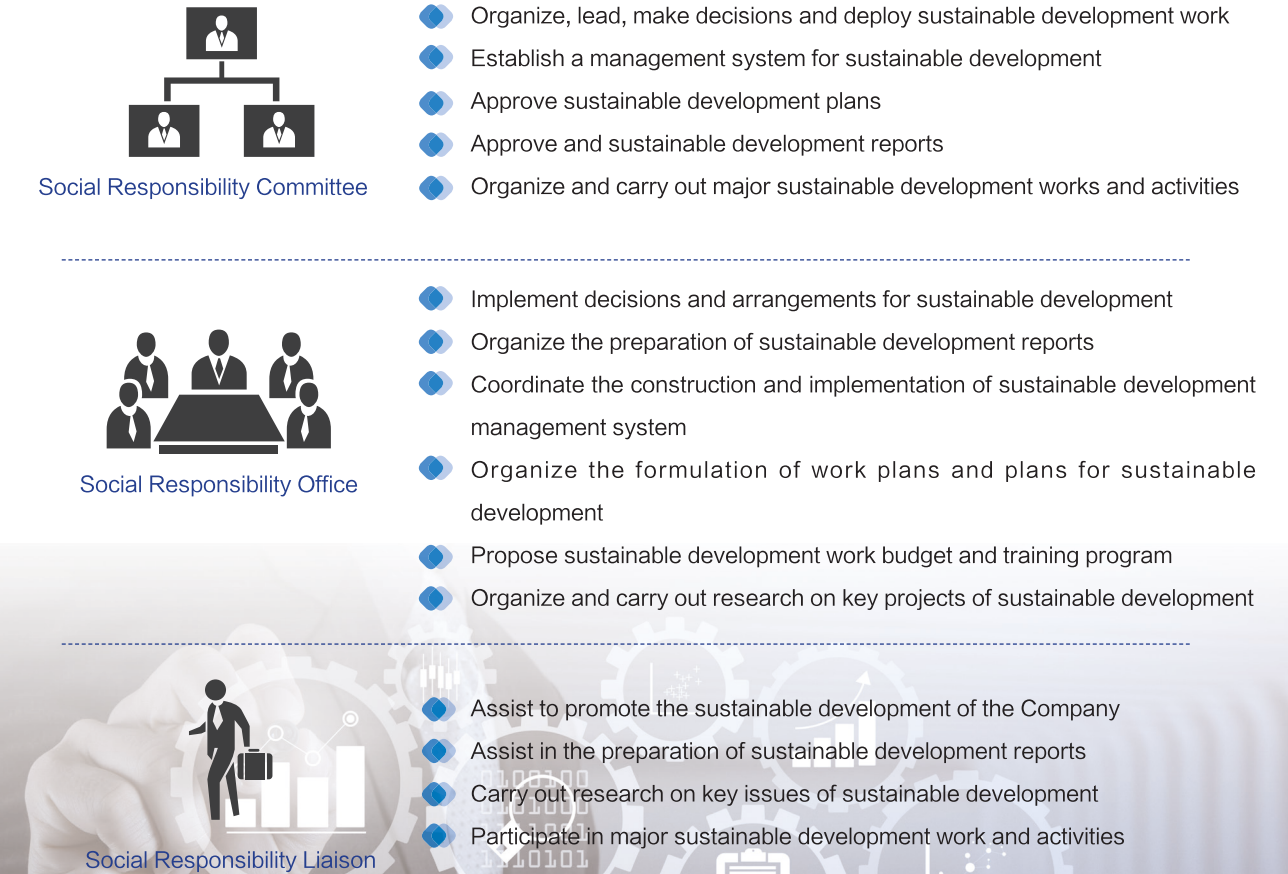 Organize, lead, make decisions and deploy sustainable development work
Establish a management system for sustainable development
Approve sustainable development plans
Approve and sustainable development reports
Organize and carry out major sustainable development works and activities
Social Responsibility Committee
Implement decisions and arrangements for sustainable development
Organize the preparation of sustainable development reports
Coordinate the construction and implementation of sustainable development
management system
Organize the formulation of work plans and plans for sustainable
development
Propose sustainable development work budget and training program
Organize and carry out research on key projects of sustainable development
Social Responsibility Office
Assist to promote the sustainable development of the Company
Assist in the preparation of sustainable development reports
Carry out research on key issues of sustainable development
Participate in major sustainable development work and activities
Social Responsibility Liaison